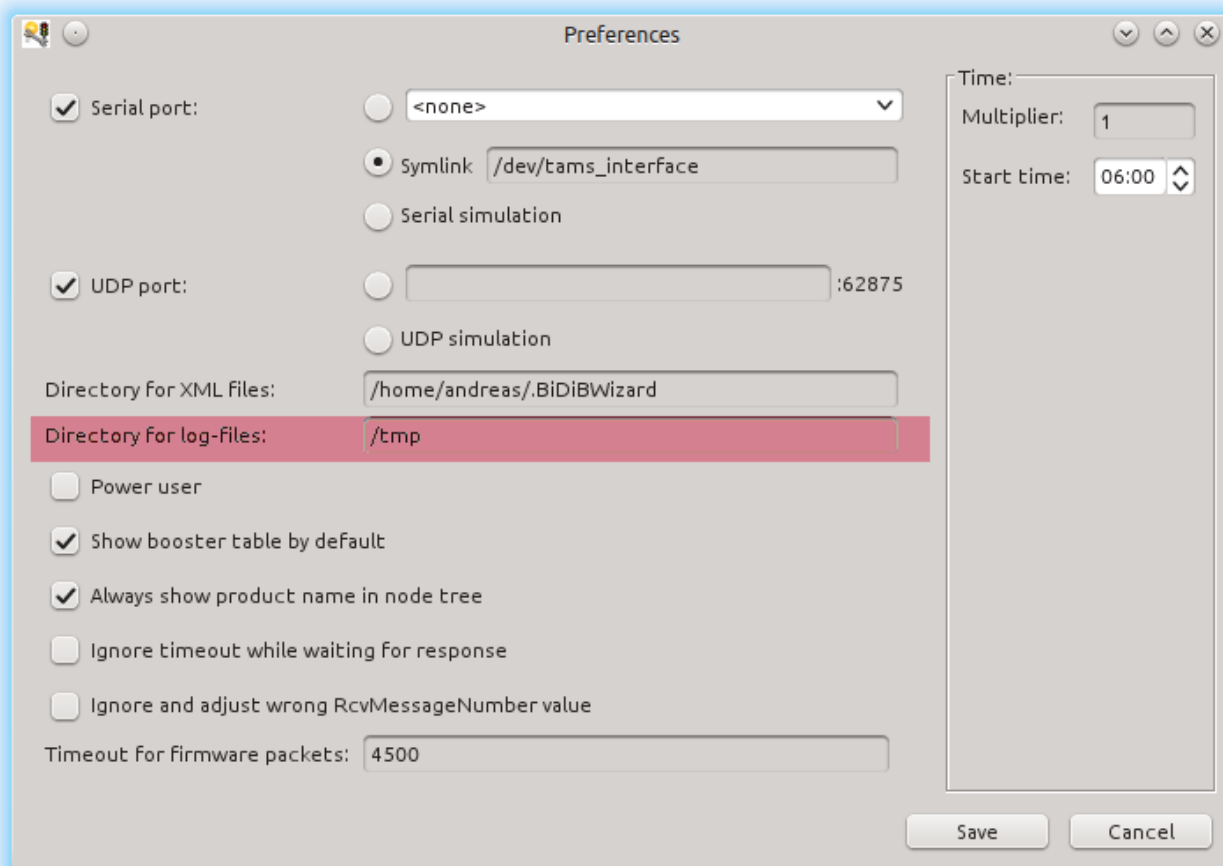 Preferences
Serial port:
<none>
Symlink /dev/tams_interface
Serial simulation
UDP port:
:62875
UDP simulation
Directory for XML files: /home/andreas/.BiDiBWizard
Directory for log-files: /tmp
Power user
Show booster table by default
Always show product name in node tree
Ignore timeout while waiting for response
Ignore and adjust wrong RcvMessageNumber value
Timeout for firmware packets: 4500
Time:
Multiplier: 1
Start time: 06:00
Save
Cancel